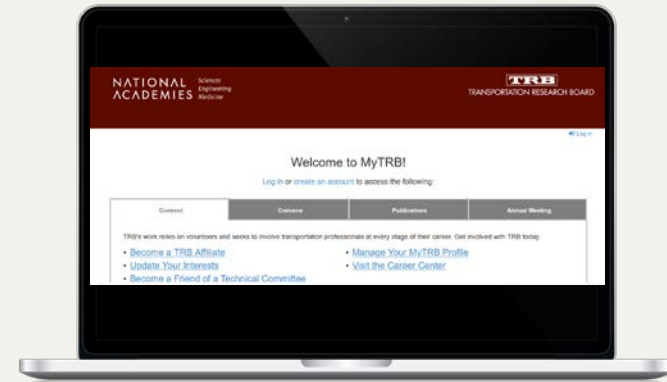 NATIONAL
ACADEMIES
Sciences
Engineering
Medicine
TRB
TRANSPORTATION RESEARCH BOARD
Log in
Welcome to MyTRB!
Log in or create an account to access the following:
Connect Convene Publications Annual Meeting
TRB's work relies on volunteers and seeks to involve transportation professionals at every stage of their career. Get involved with TRB today.
• Become a TRB Affiliate
• Update Your Interests
• Become a Friend of a Technical Committee
• Manage Your MyTRB Profile
• Visit the Career Center